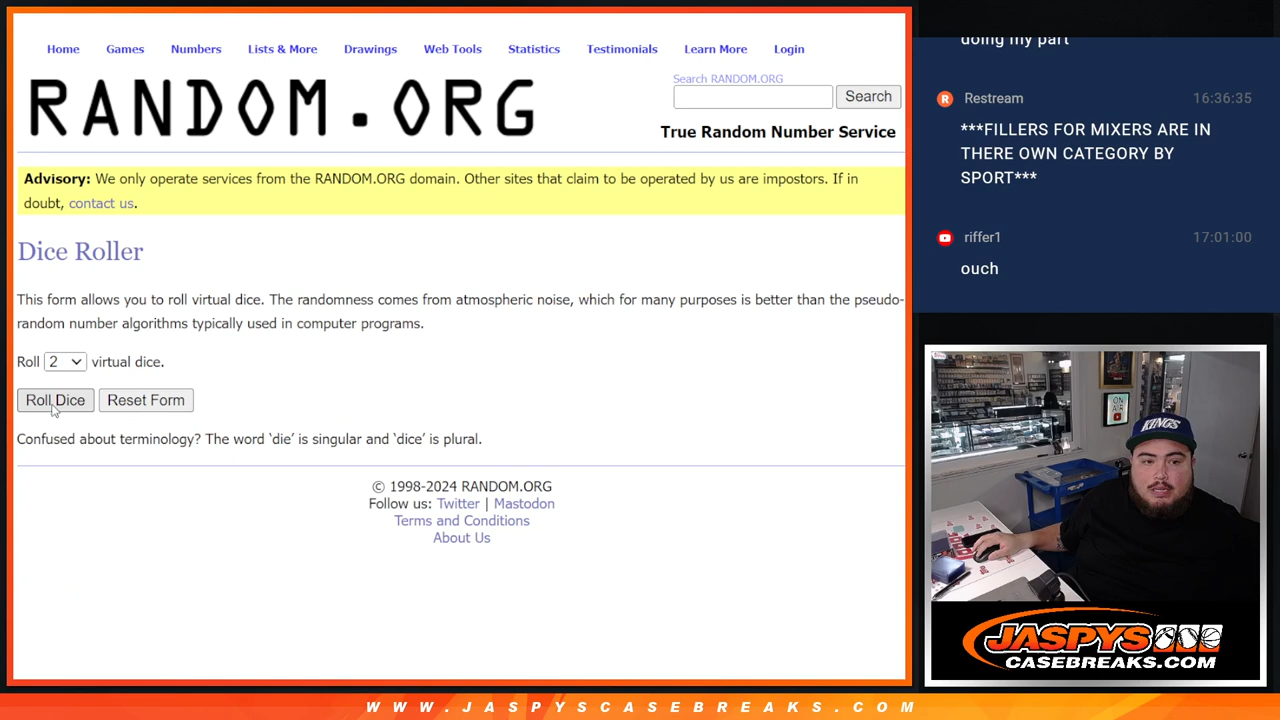 Home Games Numbers Lists & More Drawings Web Tools Statistics Testimonials Learn More Login
RANDOM.ORG
Search RANDOM.ORG
Search
True Random Number Service
Advisory: We only operate services from the RANDOM.ORG domain. Other sites that claim to be operated by us are impostors. If in
doubt, contact us.
Dice Roller
This form allows you to roll virtual dice. The randomness comes from atmospheric noise, which for many purposes is better than the pseudo-
random number algorithms typically used in computer programs.
Roll 2 virtual dice.
Roll Dice Reset Form
Confused about terminology? The word ‘die’ is singular and ‘dice’ is plural.
© 1998-2024 RANDOM.ORG
Follow us: Twitter | Mastodon
Terms and Conditions
About Us
doing my part
Restream 16:36:35
***FILLERS FOR MIXERS ARE IN
THERE OWN CATEGORY BY
SPORT***
riffer1 17:01:00
ouch
ON
AIR
KINGS
JASPYS
CASEBREAKS.COM
WWW.JASPYSCASEBREAKS.COM